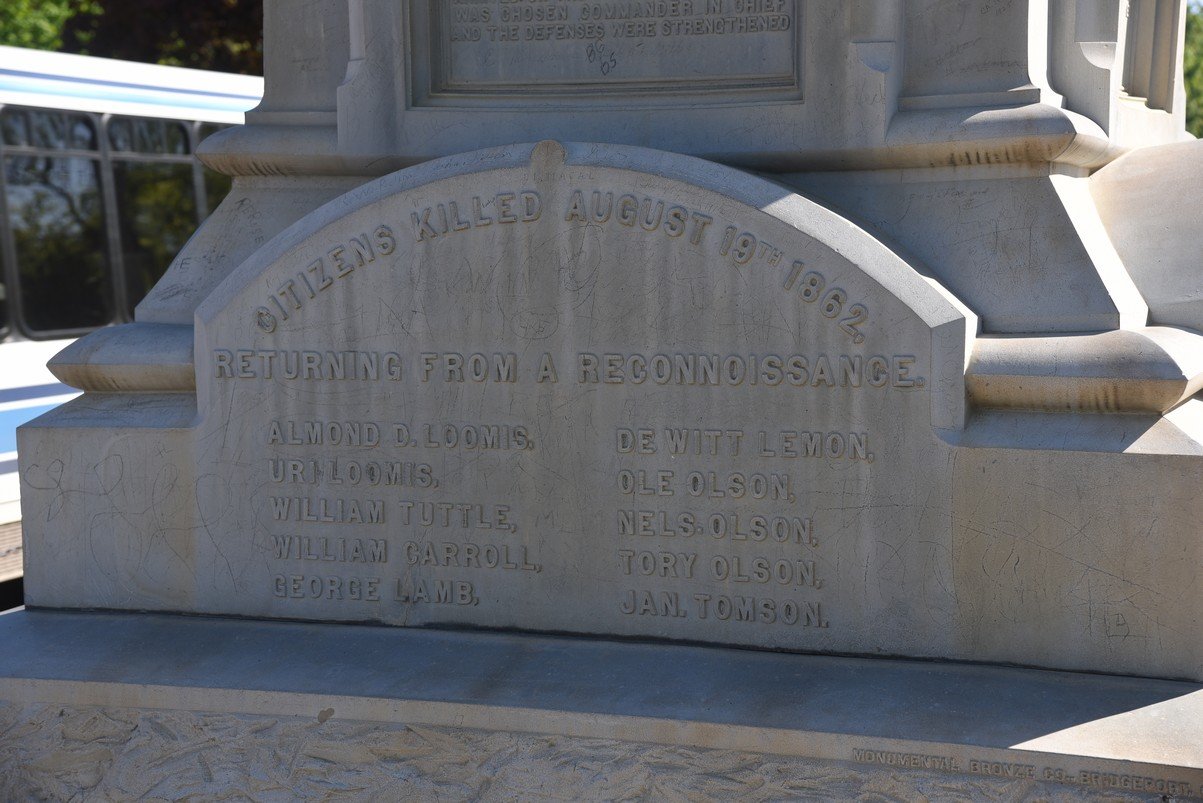 WAS CHOSEN COMMANDER IN CHIEF
AND THE DEFENSES WERE STRENGTHENED
CITIZENS KILLED AUGUST 19TH 1862,
RETURNING FROM A RECONNOISSANCE.
ALMOND D. LOOMIS,
URI LOOMIS,
WILLIAM TUTTLE,
WILLIAM CARROLL,
GEORGE LAMB,
DE WITT LEMON,
OLE OLSON,
NELS. OLSON,
TORY OLSON,
JAN. TOMSON.
MONUMENTAL BRONZE CO. BRIDGEPORT